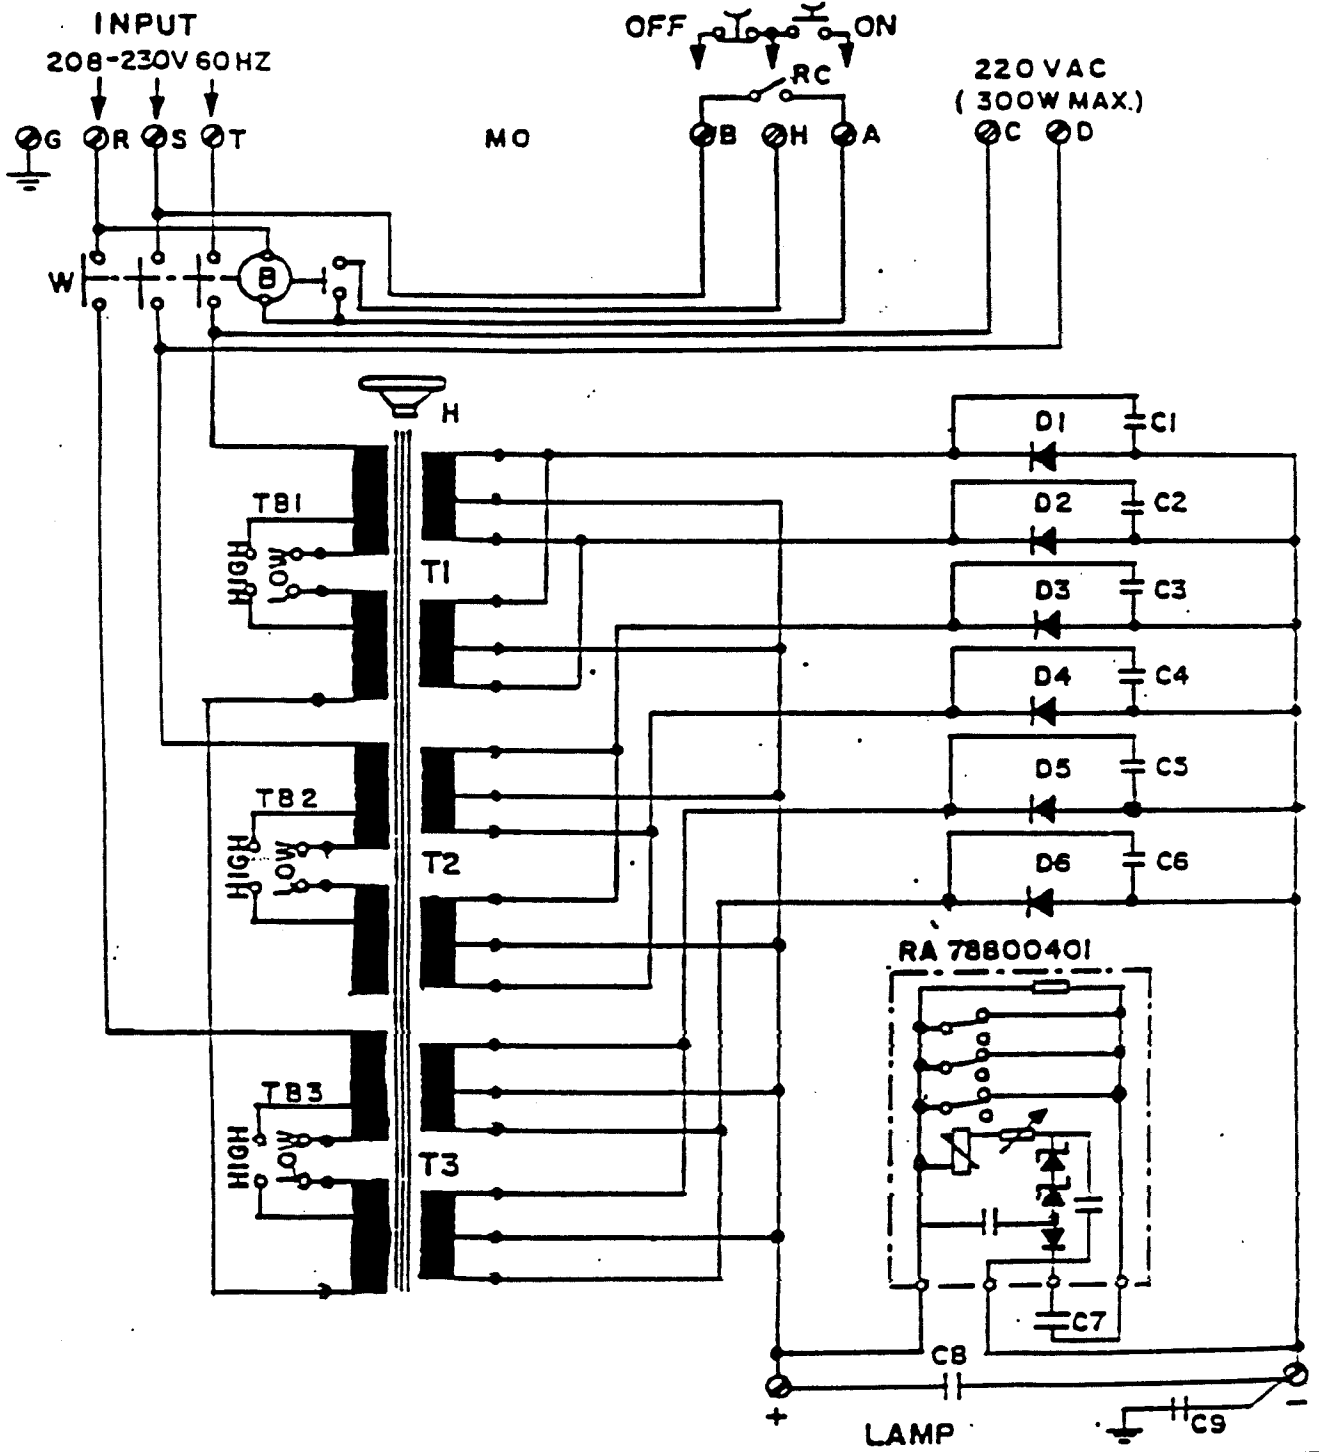 INPUT
208-230V 60HZ
OFF
ON
RC
220 VAC
(300W MAX.)
G
R
S
T
MO
B
H
A
C
D
W
B
H
TB1
HIGH
LOW
T1
TB2
HIGH
LOW
T2
TB3
HIGH
LOW
T3
D1
C1
D2
C2
D3
C3
D4
C4
D5
C5
D6
C6
RA 78800401
C7
C8
C9
+
LAMP
-